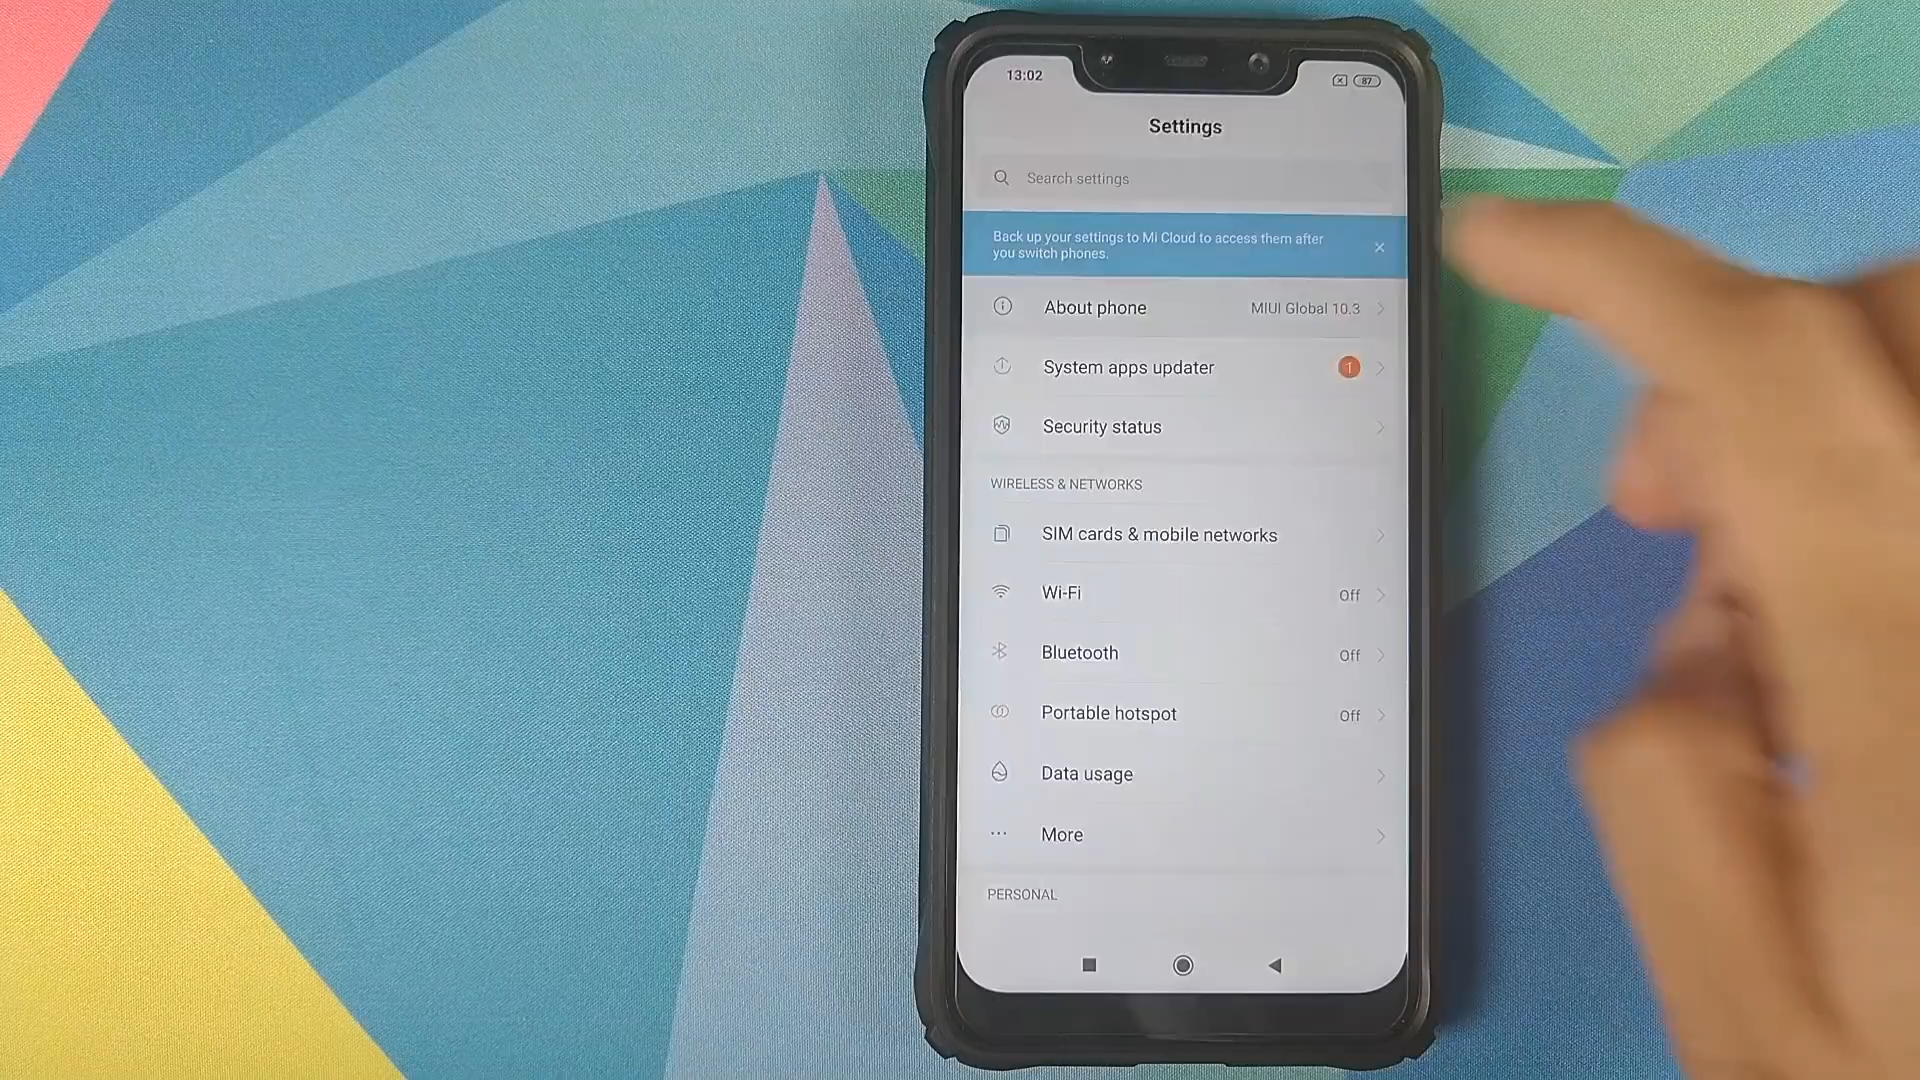 13:02
87
Settings
Search settings
Back up your settings to Mi Cloud to access them after
you switch phones.
About phone MIUI Global 10.3
System apps updater 1
Security status
WIRELESS & NETWORKS
SIM cards & mobile networks
Wi-Fi Off
Bluetooth Off
Portable hotspot Off
Data usage
More
PERSONAL